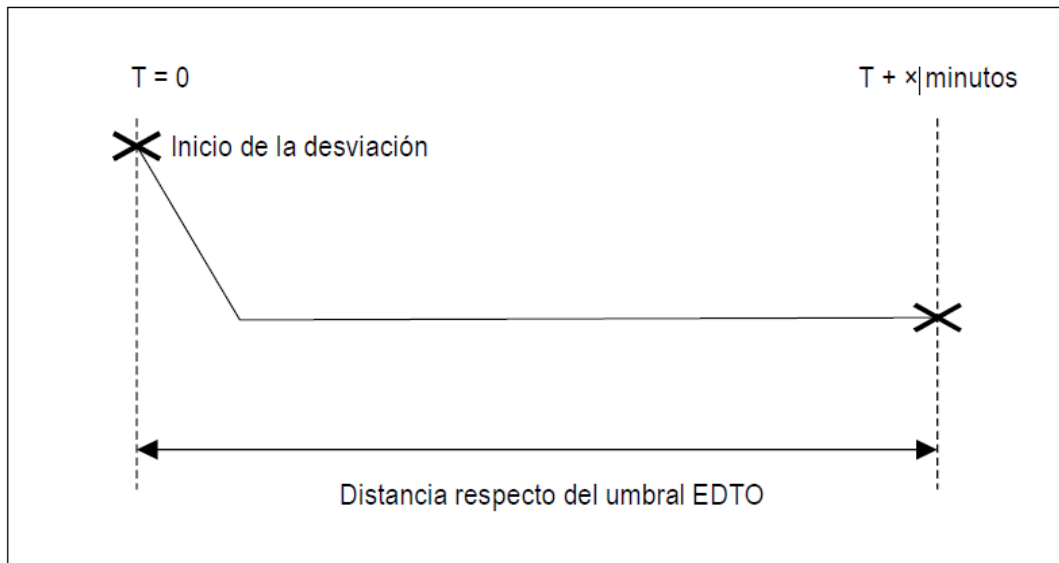 T = 0
T + ×| minutos
Inicio de la desviación
Distancia respecto del umbral EDTO